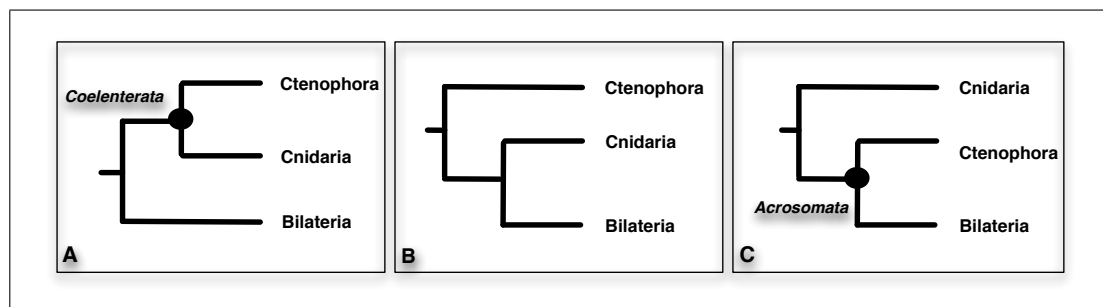 Coelenterata
Ctenophora
Cnidaria
Bilateria
A
Ctenophora
Cnidaria
Bilateria
B
Cnidaria
Ctenophora
Acrosomata
Bilateria
C